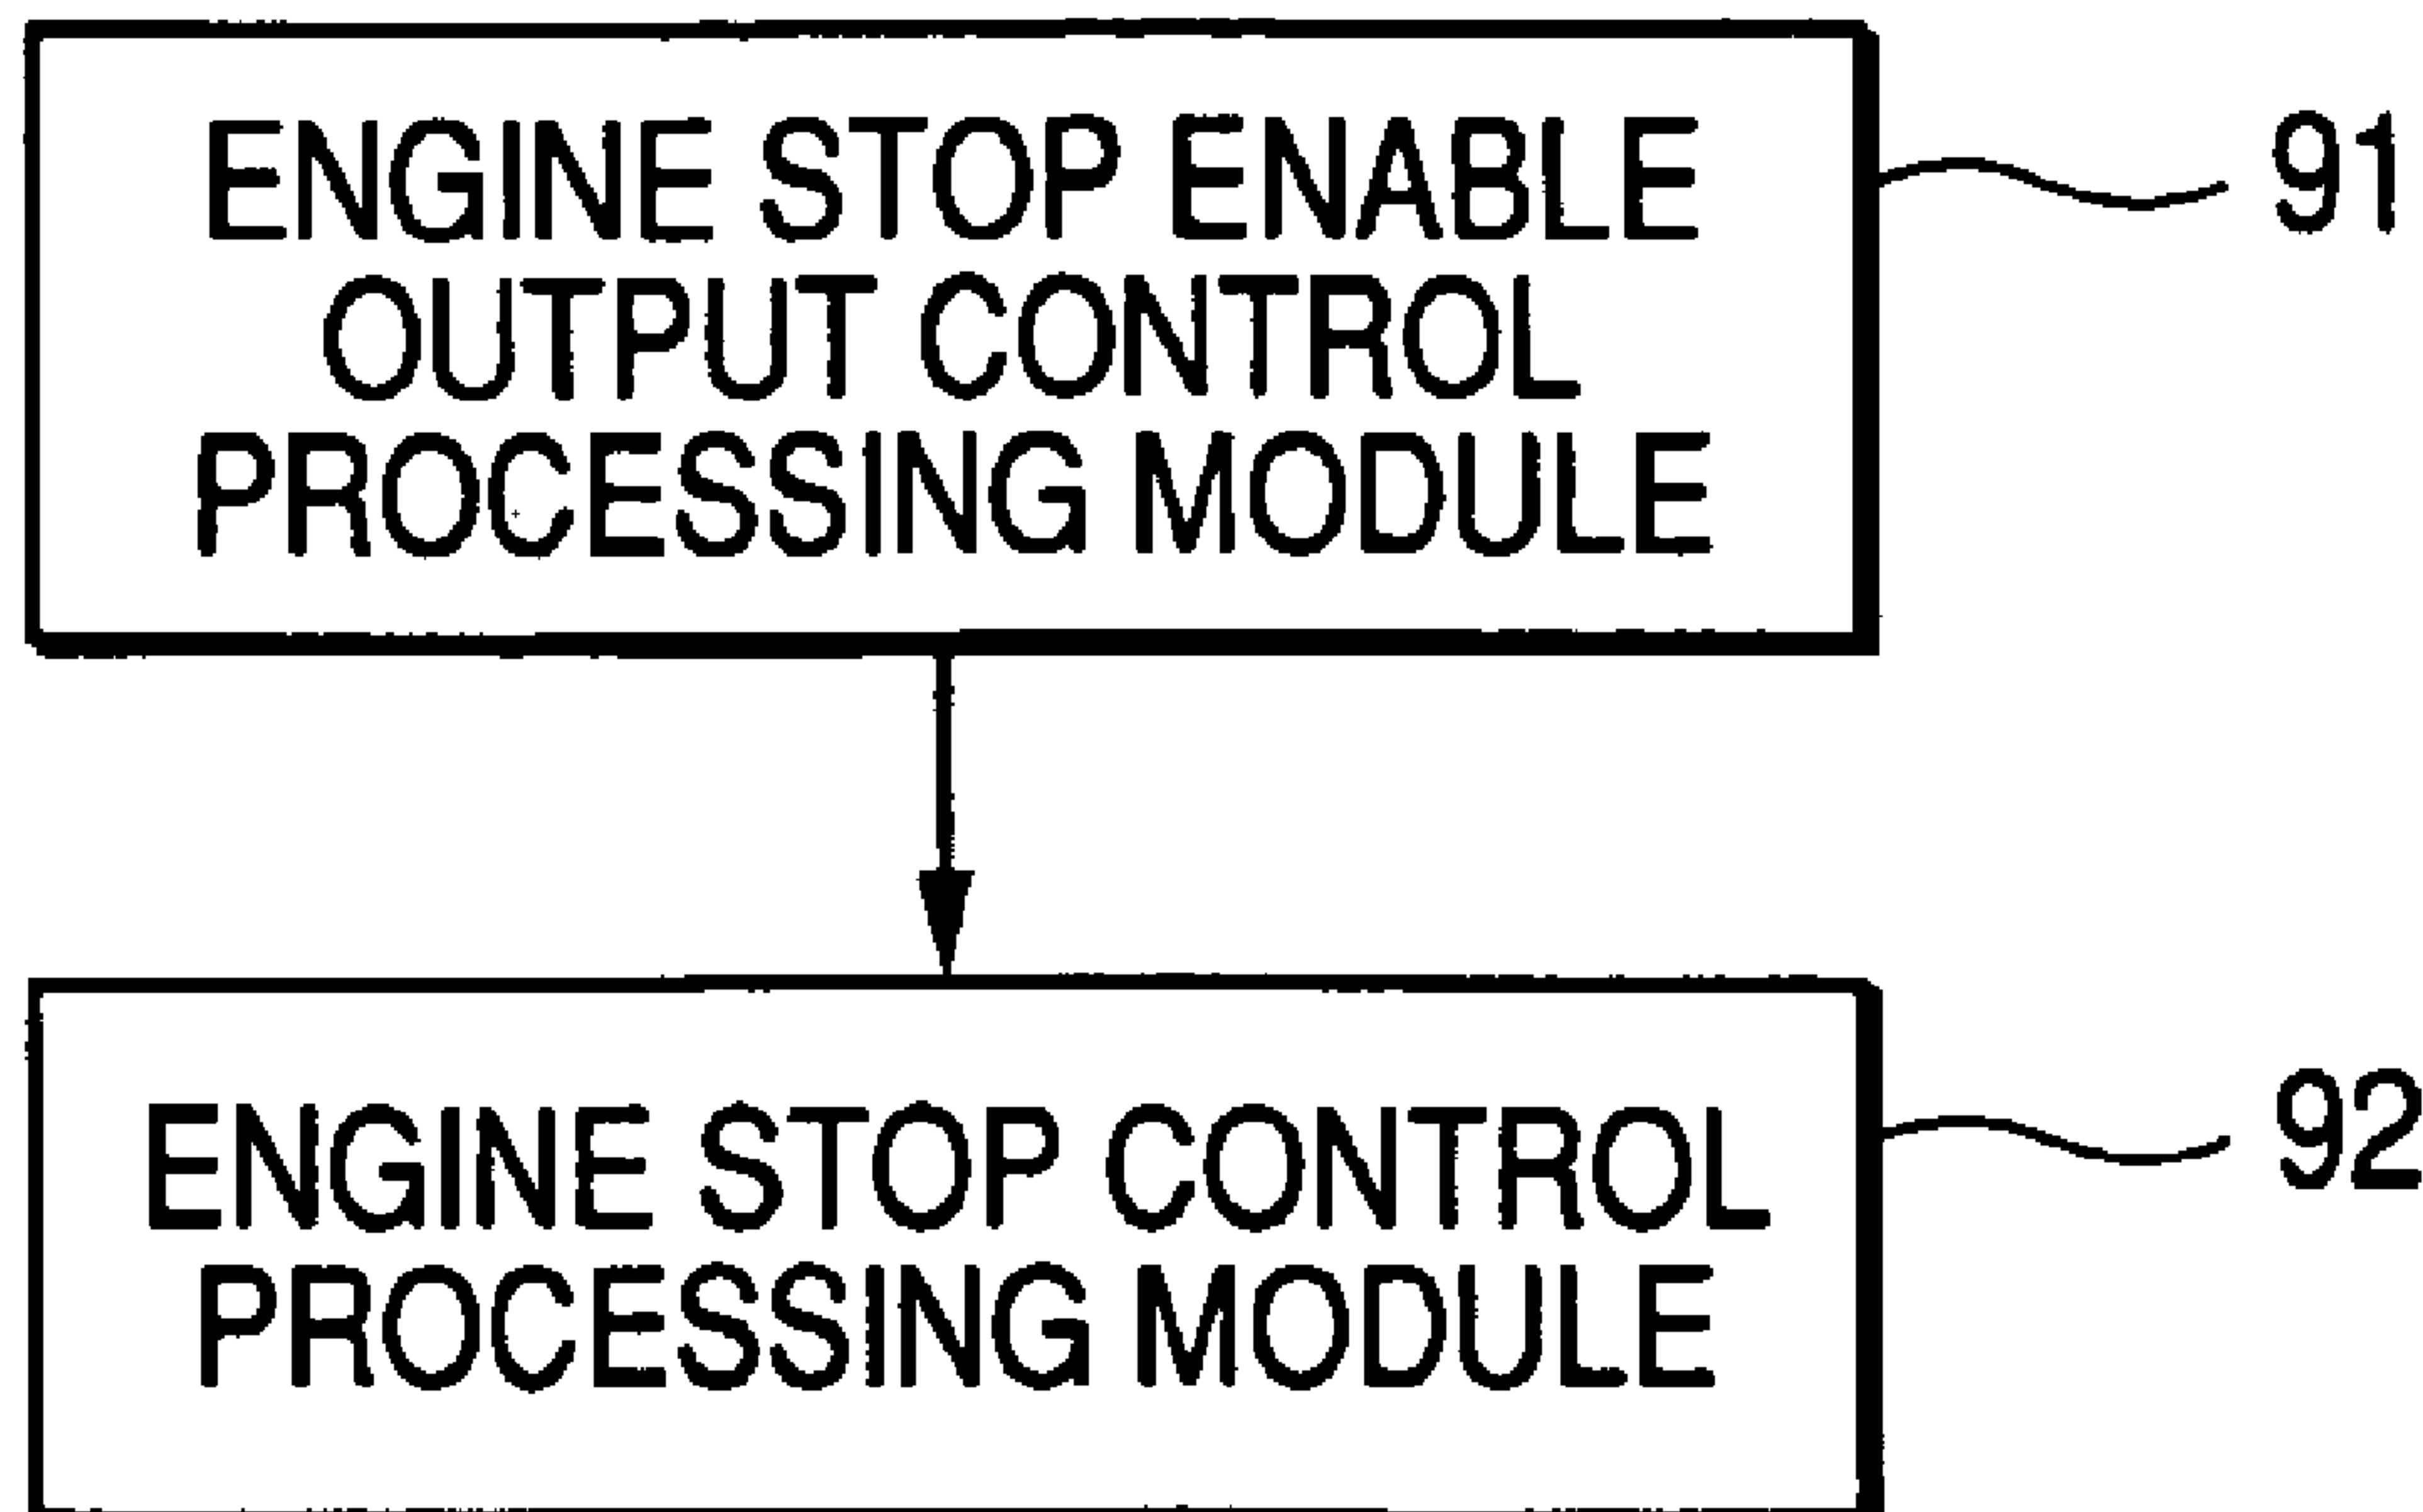 ENGINE STOP ENABLE
OUTPUT CONTROL
PROCESSING MODULE
91
ENGINE STOP CONTROL
PROCESSING MODULE
92